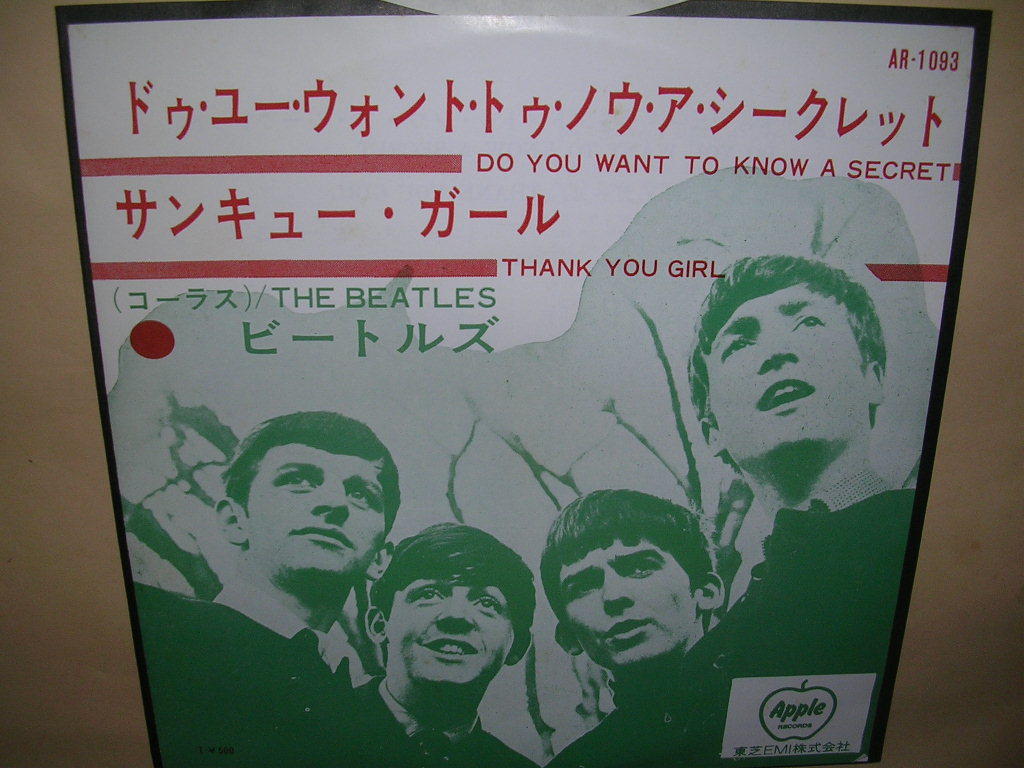 AR-1093
ドゥ・ユー・ウォント・トゥ・ノウ・ア・シークレット
DO YOU WANT TO KNOW A SECRET
サンキュー・ガール
THANK YOU GIRL
(コーラス)/THE BEATLES
ビートルズ
Apple
RECORDS
東芝EMI株式会社
¥500